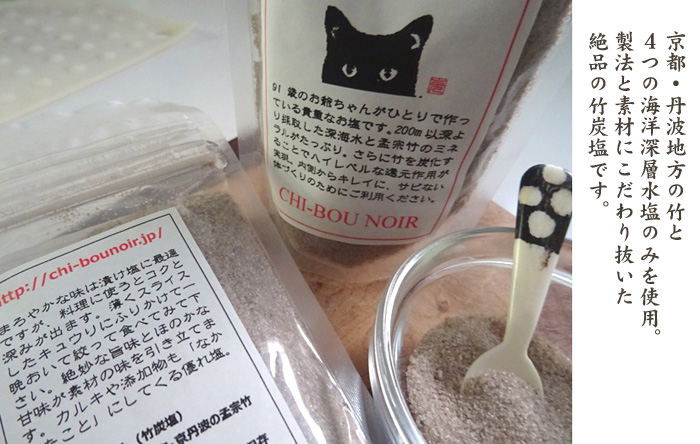 京都・丹波地方の竹と
4つの海洋深層水塩のみを使用。
製法と素材にこだわり抜いた
絶品の竹炭塩です。
91歳のお爺ちゃんがひとりで作っ
ている貴重なお塩です。200m以深よ
り採取した深海水と孟宗竹のミネ
ラルがたっぷり。さらに竹を炭化す
ることでハイレベルな還元作用が
実現。内側からキレイに、サビない
体づくりのためにご利用ください。
CHI-BOU NOIR
http://chi-bounoir.jp/
まろやかな味は漬け塩に最適
ですが、料理に使うとコクと
深みが出ます。薄くスライス
したキュウリにふりかけて一
晩おいて絞って食べてみて下
さい。絶妙な旨味とほのかな
甘味が素材の味を引き立てま
す。カルキや添加物も「なか
ったこと」にしてくる優れ塩。
(竹炭塩)
京丹波の孟宗竹
保存